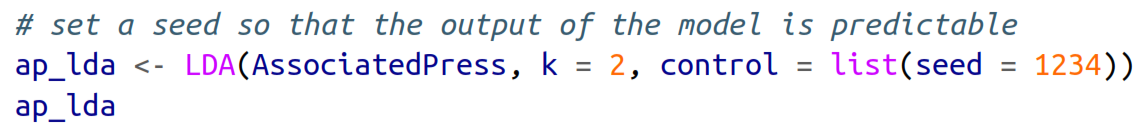 # set a seed so that the output of the model is predictable
ap_lda <- LDA(AssociatedPress, k = 2, control = list(seed = 1234))
ap_lda